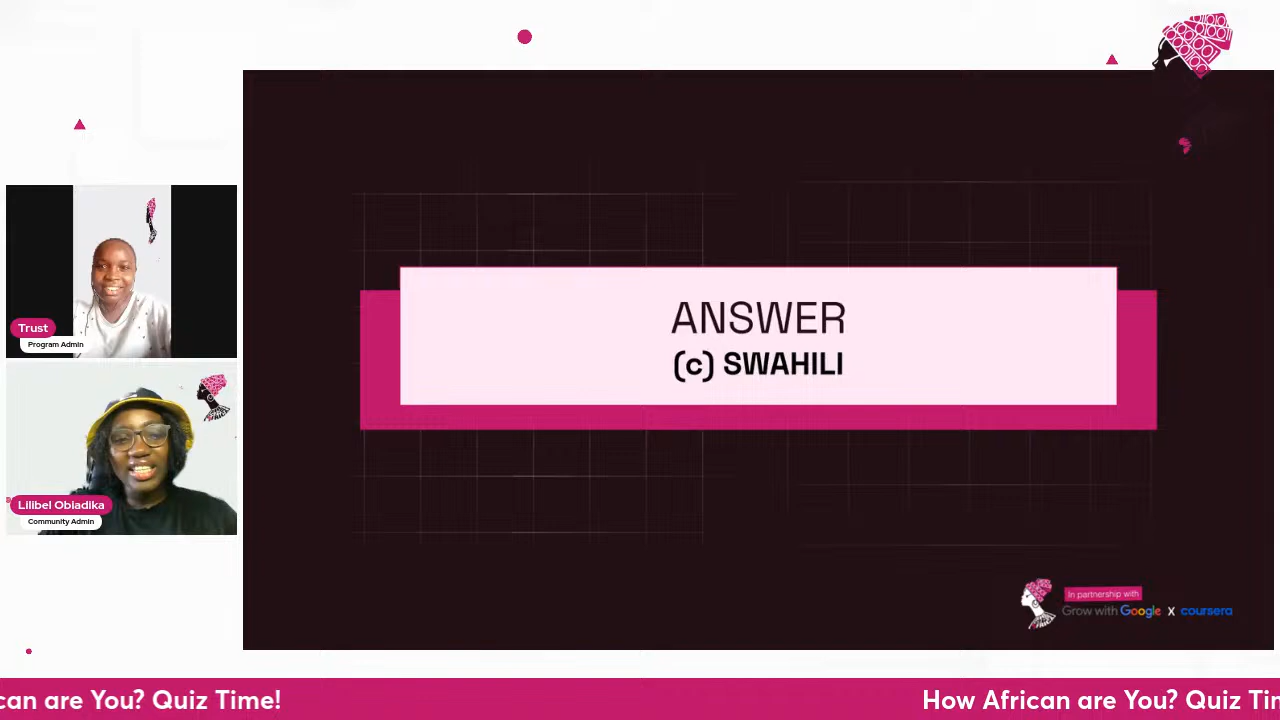 Trust
Program Admin
Lilibel Obiadika
Community Admin
ANSWER
(c) SWAHILI
In partnership with
Grow with Google X coursera
can are You? Quiz Time!
How African are You? Quiz Tim